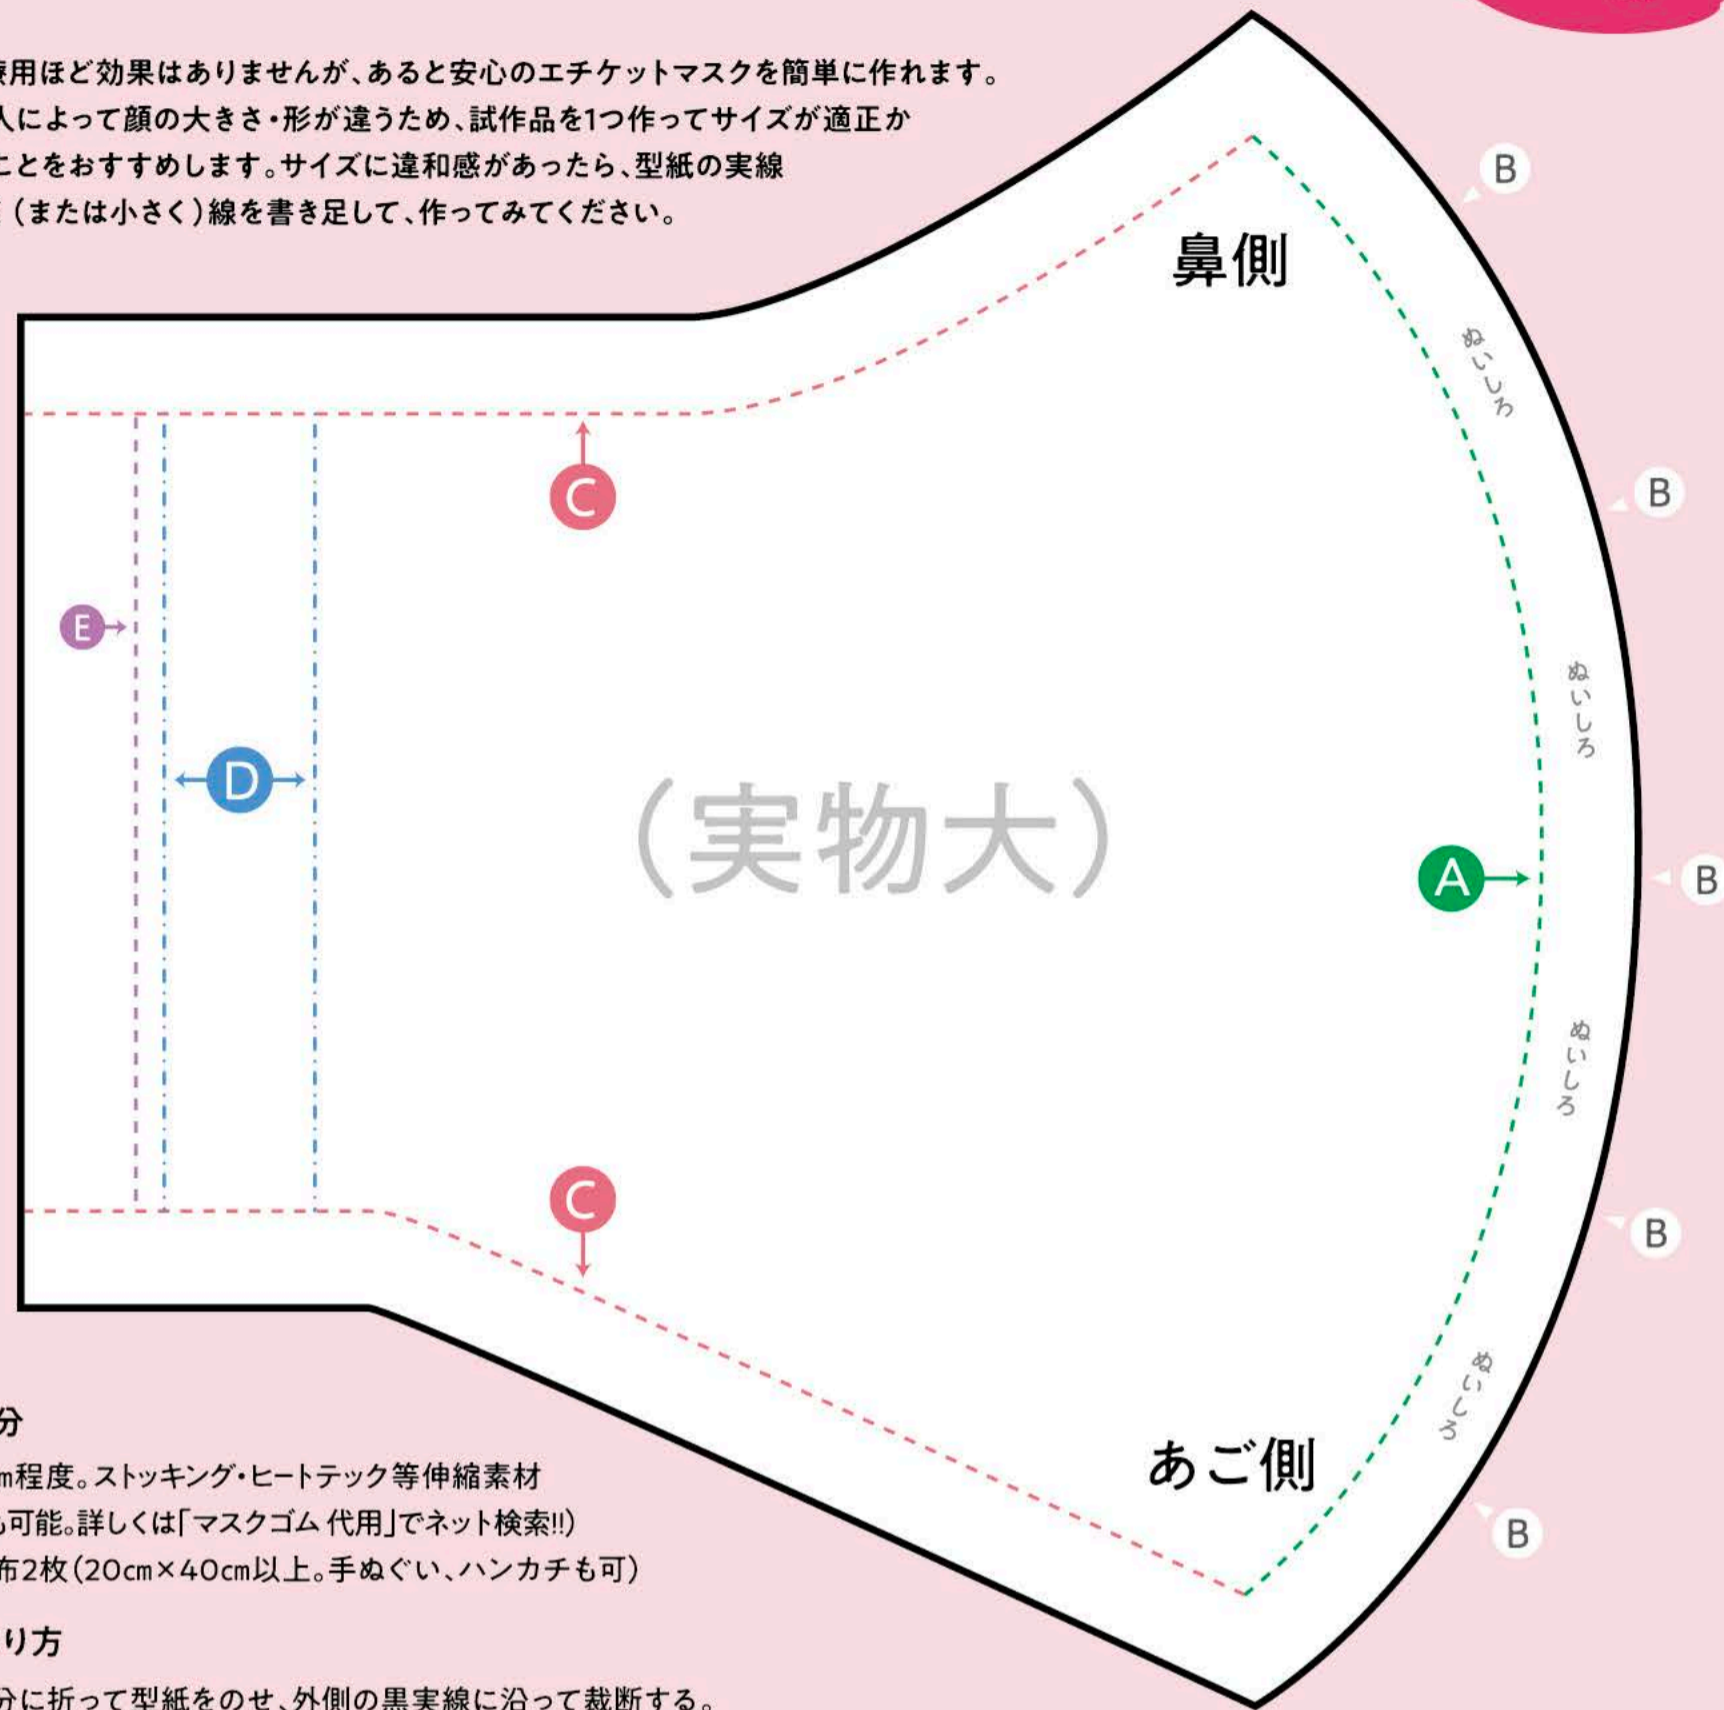 療用ほど効果はありませんが、あると安心のエチケットマスクを簡単に作れます。
人によって顔の大きさ・形が違うため、試作品を1つ作ってサイズが適正か
ことをおすすめします。サイズに違和感があったら、型紙の実線
（または小さく）線を書き足して、作ってみてください。
鼻側
B
ぬいしろ
B
C
E
ぬいしろ
D
（実物大）
A
B
ぬいしろ
C
B
ぬいしろ
あご側
B
分
m程度。ストッキング・ヒートテック等伸縮素材
も可能。詳しくは「マスクゴム 代用」でネット検索!!）
布2枚（20cm×40cm以上。手ぬぐい、ハンカチも可）
り方
分に折って型紙をのせ、外側の黒実線に沿って裁断する。